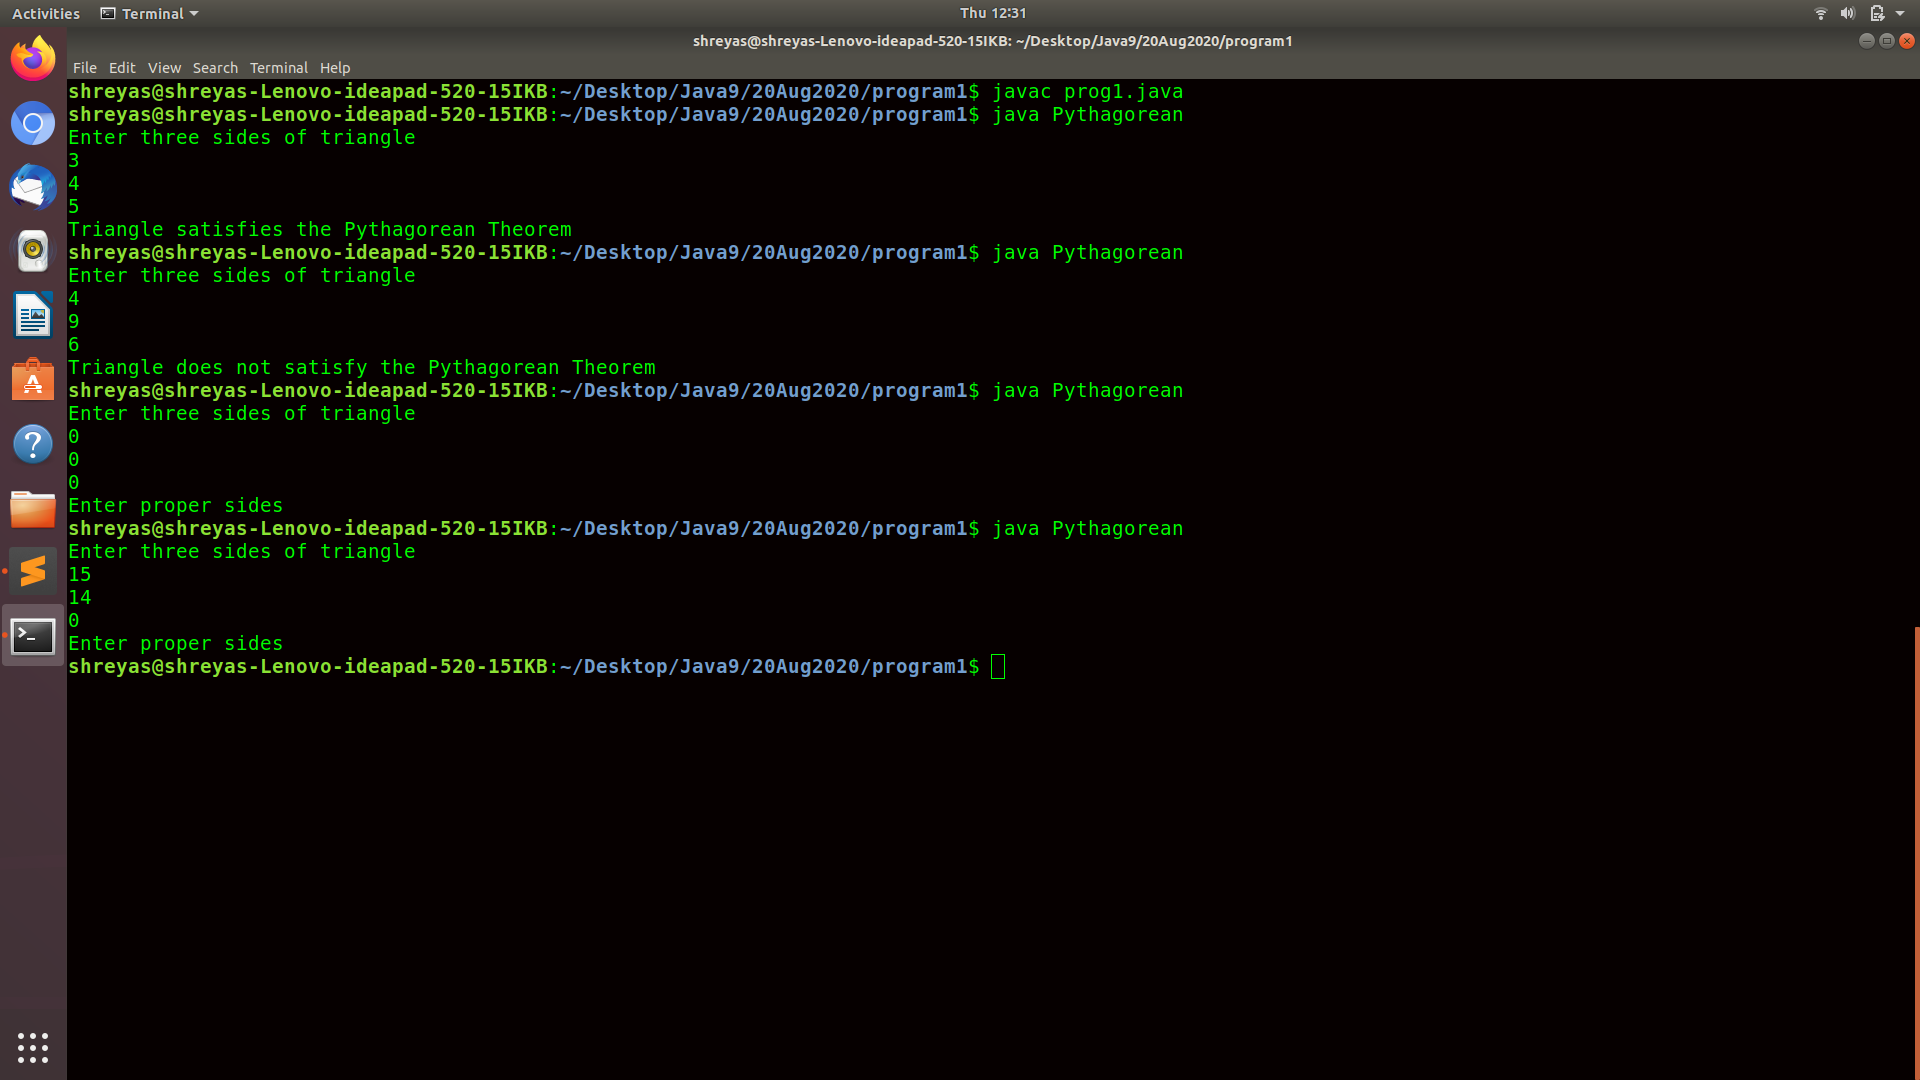 Activities Terminal Thu 12:31
shreyas@shreyas-Lenovo-ideapad-520-15IKB: ~/Desktop/Java9/20Aug2020/program1
File Edit View Search Terminal Help
shreyas@shreyas-Lenovo-ideapad-520-15IKB:~/Desktop/Java9/20Aug2020/program1$ javac prog1.java
shreyas@shreyas-Lenovo-ideapad-520-15IKB:~/Desktop/Java9/20Aug2020/program1$ java Pythagorean
Enter three sides of triangle
3
4
5
Triangle satisfies the Pythagorean Theorem
shreyas@shreyas-Lenovo-ideapad-520-15IKB:~/Desktop/Java9/20Aug2020/program1$ java Pythagorean
Enter three sides of triangle
4
9
6
Triangle does not satisfy the Pythagorean Theorem
shreyas@shreyas-Lenovo-ideapad-520-15IKB:~/Desktop/Java9/20Aug2020/program1$ java Pythagorean
Enter three sides of triangle
0
0
0
Enter proper sides
shreyas@shreyas-Lenovo-ideapad-520-15IKB:~/Desktop/Java9/20Aug2020/program1$ java Pythagorean
Enter three sides of triangle
15
14
0
Enter proper sides
shreyas@shreyas-Lenovo-ideapad-520-15IKB:~/Desktop/Java9/20Aug2020/program1$